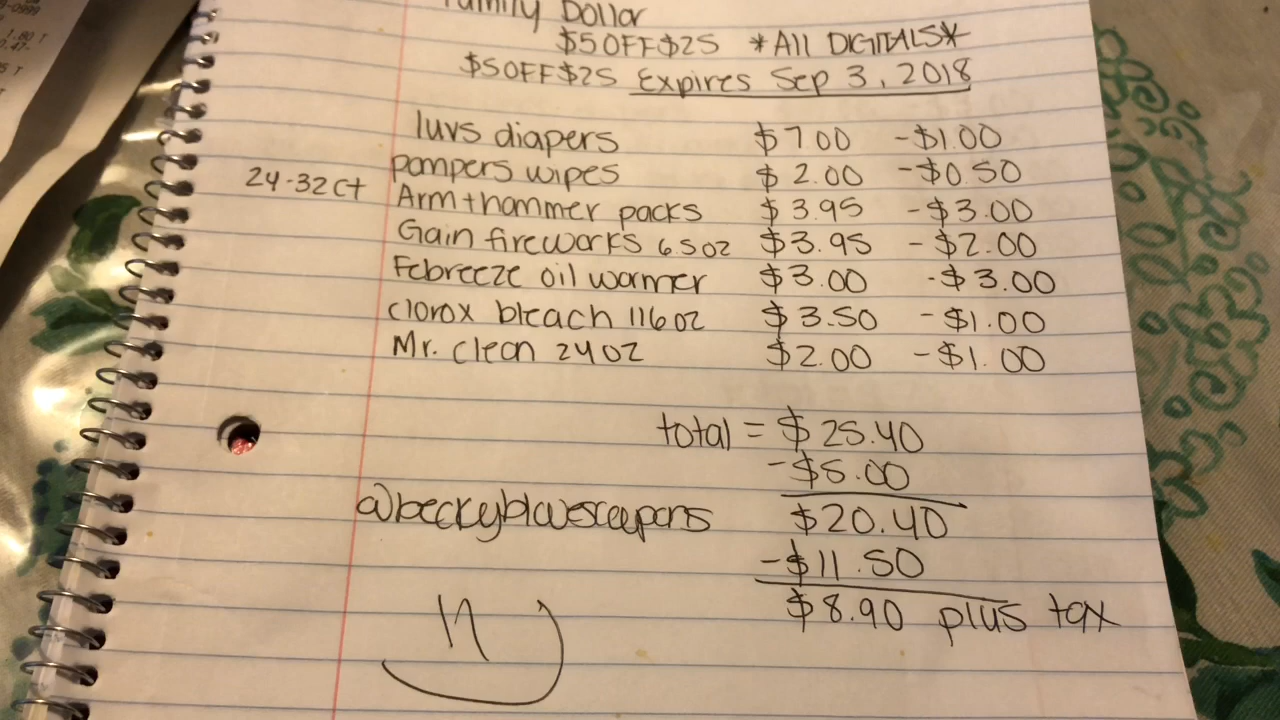 Family Dollar
$5OFF$25 *All DIGITALS*
$5OFF$25 Expires Sep 3, 2018
luvs diapers $7.00 -$1.00
pampers wipes $2.00 -$0.50
24-32ct Arm+hammer packs $3.95 -$3.00
Gain fireworks 6.5oz $3.95 -$2.00
Febreeze oil warmer $3.00 -$3.00
clorox bleach 116oz $3.50 -$1.00
Mr. clean 24oz $2.00 -$1.00
total = $25.40
-$5.00
$20.40
-$11.50
$8.90 plus tax